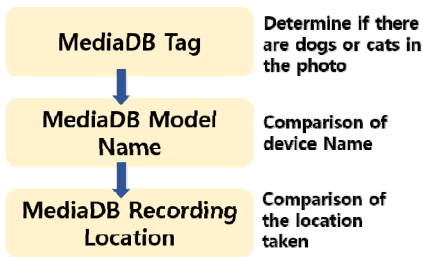 MediaDB Tag
Determine if there
are dogs or cats in
the photo
MediaDB Model
Name
Comparison of
device Name
MediaDB Recording
Location
Comparison of
the location
taken